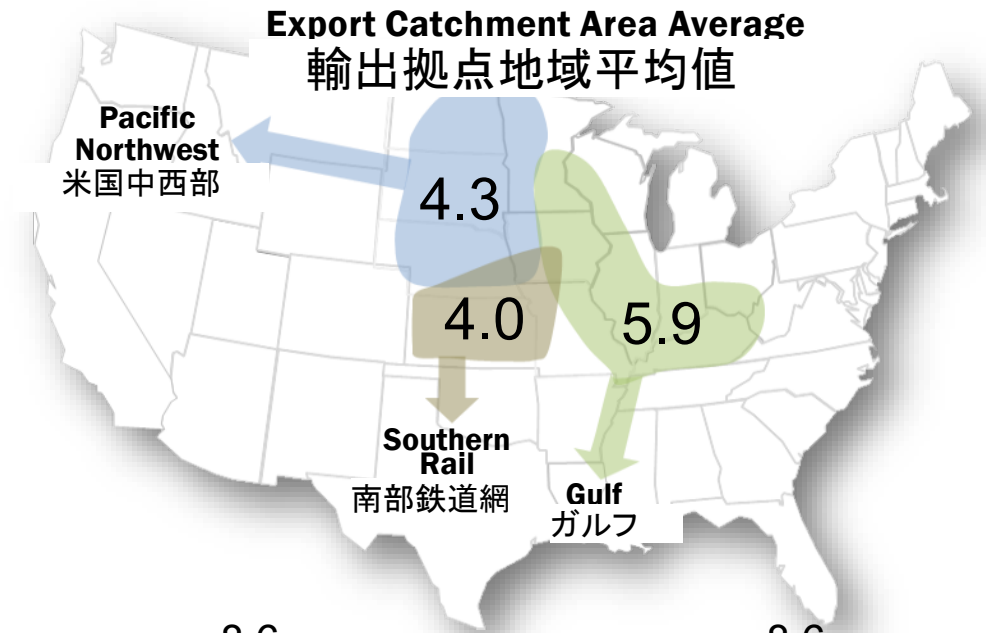 Export Catchment Area Average
輸出拠点地域平均値
Pacific
Northwest
米国中西部
4.3
4.0
5.9
Southern
Rail
南部鉄道網
Gulf
ガルフ